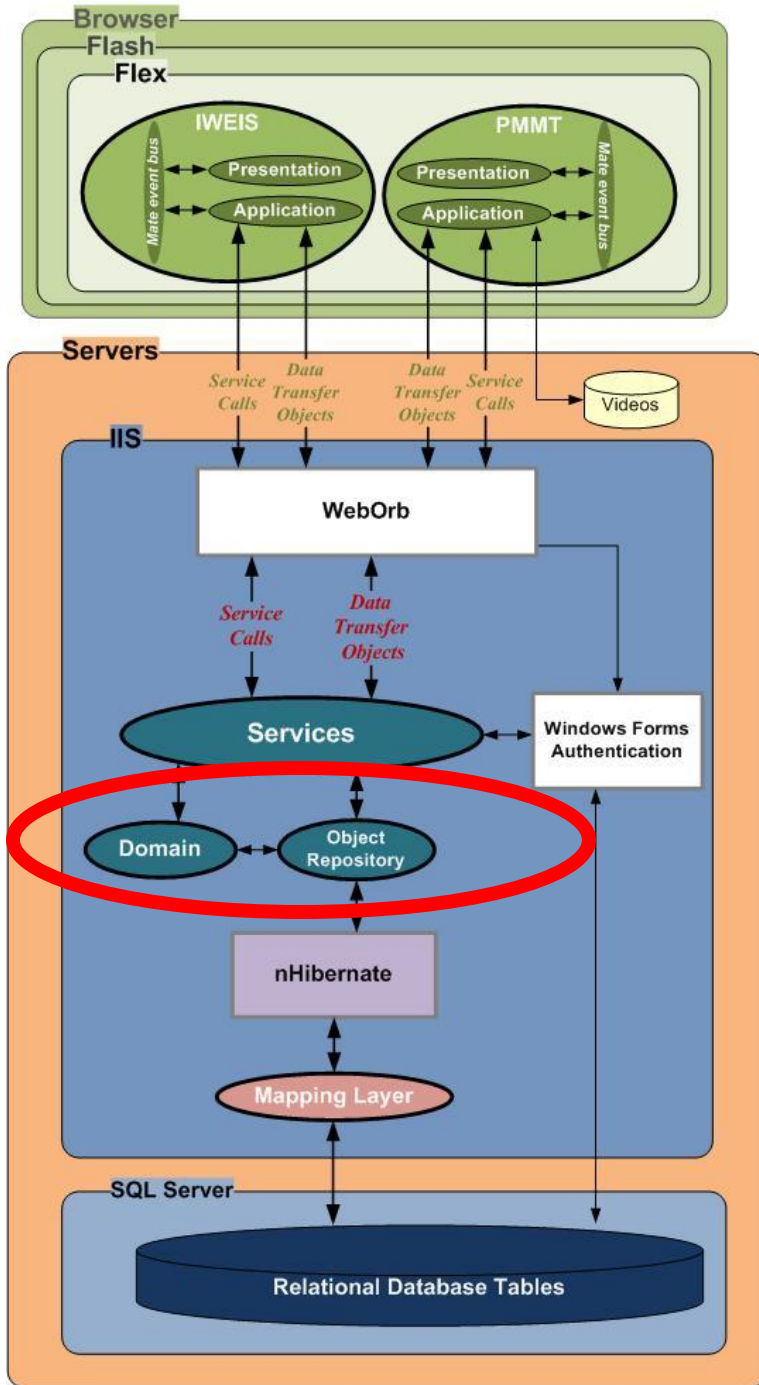 Browser
Flash
Flex
IWEIS
PMMT
Mate event bus
Presentation
Application
Presentation
Application
Mate event bus
Servers
Service
Calls
Data
Transfer
Objects
Data
Transfer
Objects
Service
Calls
Videos
IIS
WebOrb
Service
Calls
Data
Transfer
Objects
Services
Windows Forms
Authentication
Domain
Object
Repository
nHibernate
Mapping Layer
SQL Server
Relational Database Tables